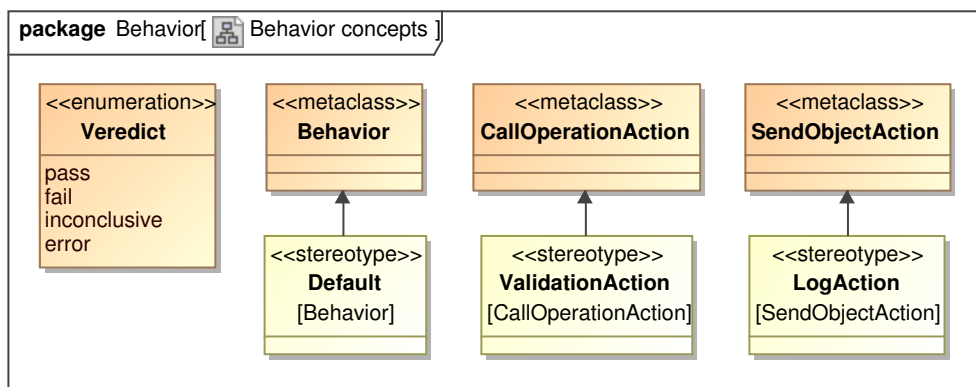 package Behavior[ Behavior concepts ]
<<enumeration>>
Veredict
pass
fail
inconclusive
error
<<metaclass>>
Behavior
<<metaclass>>
CallOperationAction
<<metaclass>>
SendObjectAction
<<stereotype>>
Default
[Behavior]
<<stereotype>>
ValidationAction
[CallOperationAction]
<<stereotype>>
LogAction
[SendObjectAction]